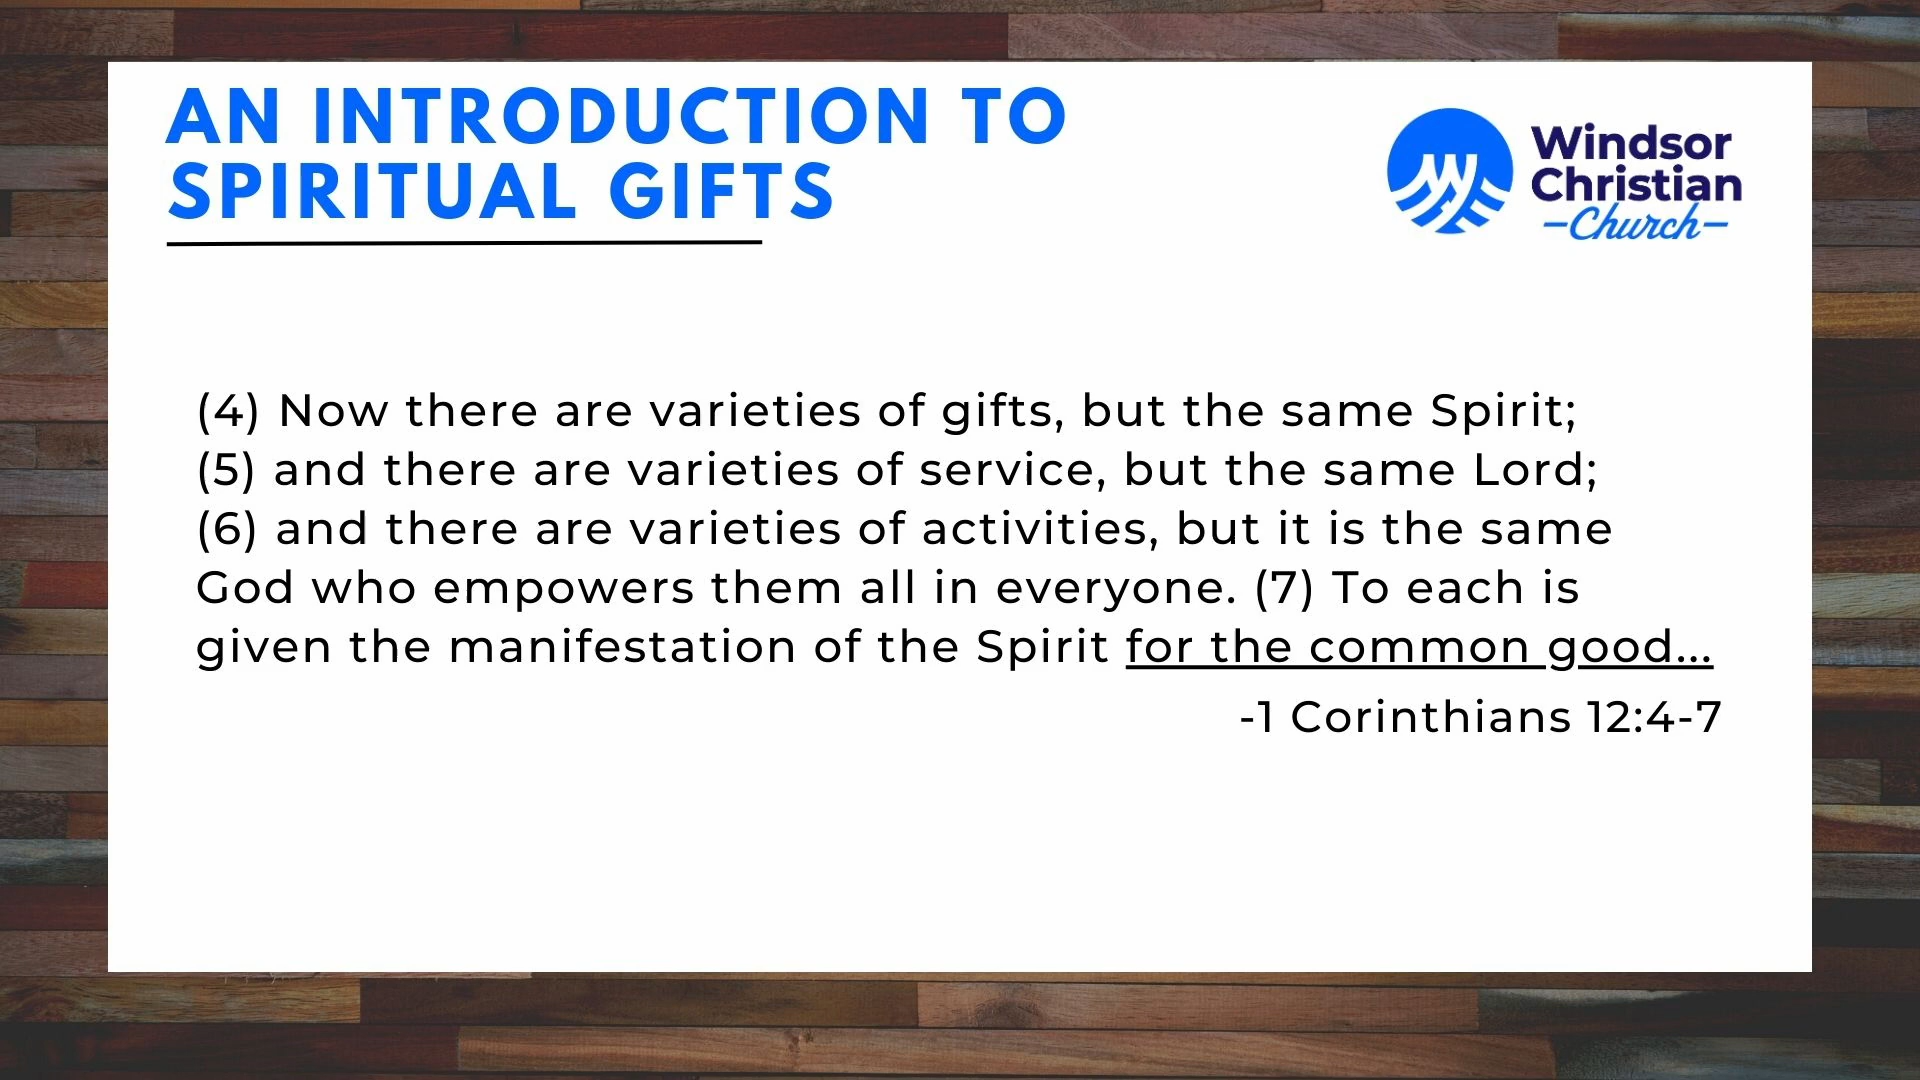 AN INTRODUCTION TO
SPIRITUAL GIFTS
Windsor
Christian
-Church-
(4) Now there are varieties of gifts, but the same Spirit;
(5) and there are varieties of service, but the same Lord;
(6) and there are varieties of activities, but it is the same
God who empowers them all in everyone. (7) To each is
given the manifestation of the Spirit for the common good...
-1 Corinthians 12:4-7